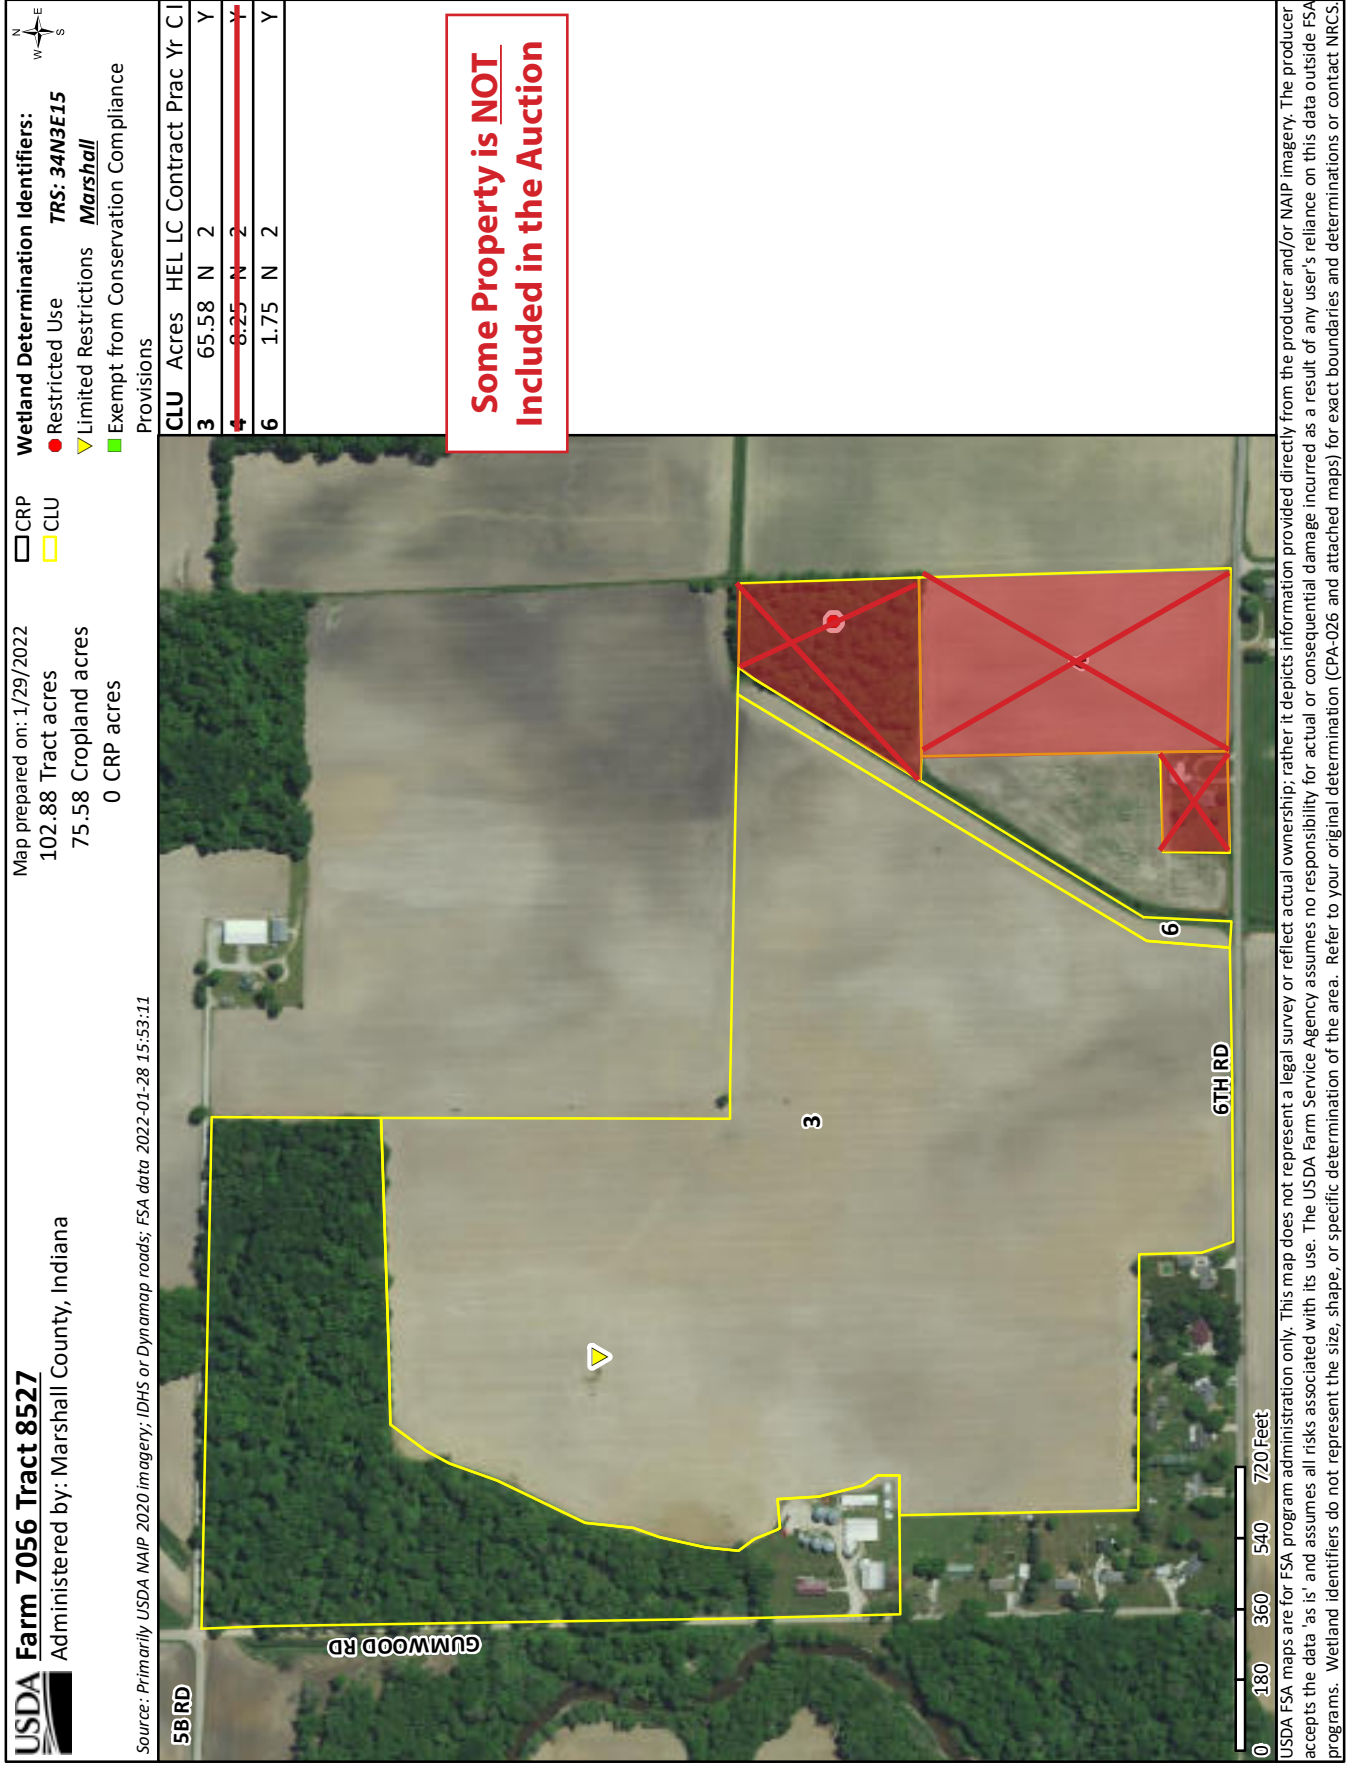 USDA
Farm 7056 Tract 8527
Administered by: Marshall County, Indiana
Map prepared on: 1/29/2022
102.88 Tract acres
75.58 Cropland acres
0 CRP acres
CRP
CLU
Wetland Determination Identifiers:
Restricted Use
Limited Restrictions
Exempt from Conservation Compliance
Provisions
TRS: 34N3E15
Marshall
N
E
S
W
Source: Primarily USDA NAIP 2020 imagery; IDHS or Dynamap roads; FSA data 2022-01-28 15:53:11
CLU Acres HEL LC Contract Prac Yr C I
3 65.58 N 2 Y
4 8.25 N 2 Y
6 1.75 N 2 Y
Some Property is NOT
Included in the Auction
5B RD
GUMWOOD RD
3
6
6TH RD
0 180 360 540 720 Feet
USDA FSA maps are for FSA program administration only. This map does not represent a legal survey or reflect actual ownership; rather it depicts information provided directly from the producer and/or NAIP imagery. The producer
accepts the data 'as is' and assumes all risks associated with its use. The USDA Farm Service Agency assumes no responsibility for actual or consequential damage incurred as a result of any user's reliance on this data outside FSA
programs. Wetland identifiers do not represent the size, shape, or specific determination of the area. Refer to your original determination (CPA-026 and attached maps) for exact boundaries and determinations or contact NRCS.